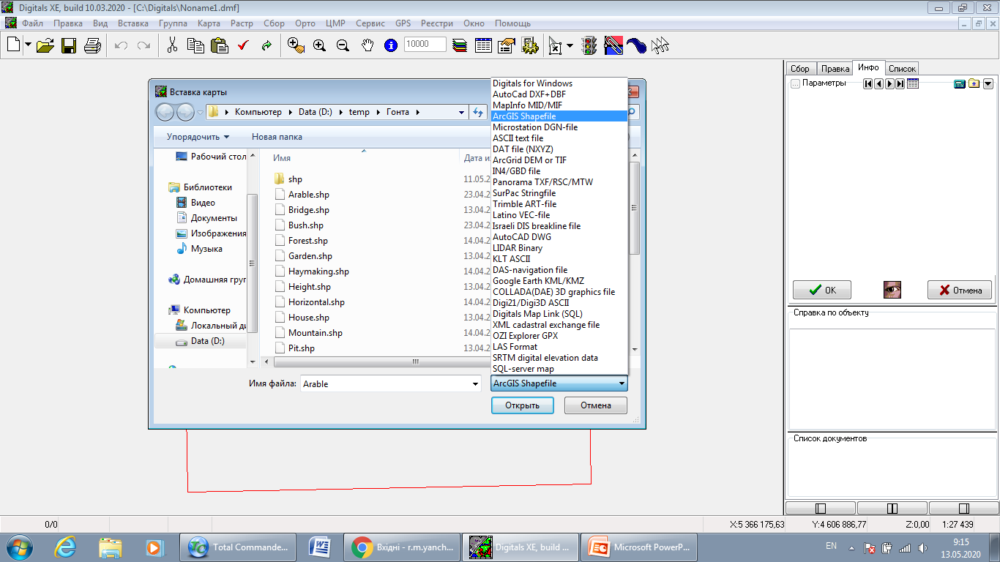 Digitals XE, build 10.03.2020 - [C:\Digitals\Noname1.dmf]
Файл Правка Вид Вставка Группа Карта Растр Сбор Орто ЦМР Сервис GPS Реестри Окно Помощь
10000
Сбор Правка Инфо Список
Параметры
Вставка карты
Компьютер Data (D:) temp Гонта
Упорядочить Новая папка
Рабочий стол
Библиотеки
Видео
Документы
Изображения
Музыка
Домашняя груп
Компьютер
Локальный ди
Data (D:)
Имя Дата из
shp 11.05.2
Arable.shp 23.04.2
Bridge.shp 13.04.2
Bush.shp 23.04.2
Forest.shp 14.04.2
Garden.shp 13.04.2
Haymaking.shp 14.04.2
Height.shp 13.04.2
Horizontal.shp 14.04.2
House.shp 13.04.2
Mountain.shp 14.04.2
Pit.shp 13.04.2
Digitals for Windows
AutoCad DXF+DBF
MapInfo MID/MIF
ArcGIS Shapefile
Microstation DGN-file
ASCII text file
DAT file (NXYZ)
ArcGrid DEM or TIF
IN4/GBD file
Panorama TXF/RSC/MTW
SurPac Stringfile
Trimble ART-file
Latino VEC-file
Israeli DIS breakline file
AutoCAD DWG
LIDAR Binary
KLT ASCII
DAS-navigation file
Google Earth KML/KMZ
COLLADA(DAE) 3D graphics file
Digi21/Digi3D ASCII
Digitals Map Link (SQL)
XML cadastral exchange file
OZI Explorer GPX
LAS Format
SRTM digital elevation data
SQL-server map
Имя файла: Arable ArcGIS Shapefile
Открыть Отмена
OK Отмена
Справка по объекту
Список документов
0/0 X:5 366 175,63 Y:4 606 886,77 Z:0,00 1:27 439
Total Commande... Вхідні - r.m.yanch... Digitals XE, build ... Microsoft PowerP... EN 9:15
13.05.2020